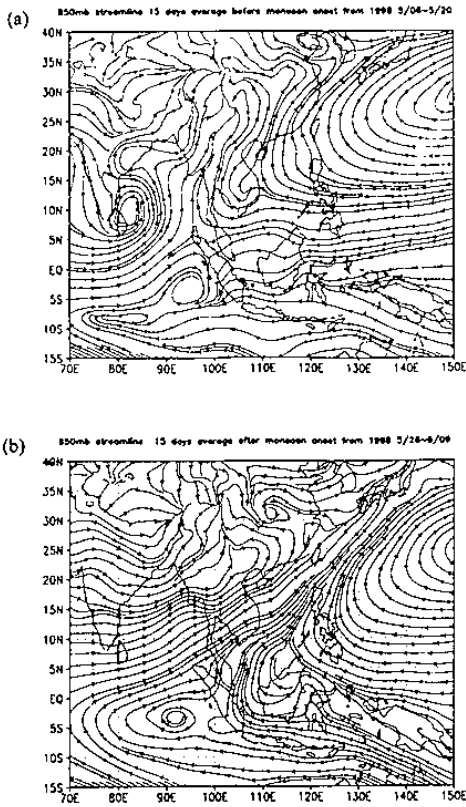 (a)
850mb streamline 15 days average before monsoon onset from 1998 5/06~5/20
40N
35N
30N
25N
20N
15N
10N
5N
EQ
5S
10S
15S
70E 80E 90E 100E 110E 120E 130E 140E 150E
(b)
850mb streamline 15 days average after monsoon onset from 1998 5/26~6/09
40N
35N
30N
25N
20N
15N
10N
5N
EQ
5S
10S
15S
70E 80E 90E 100E 110E 120E 130E 140E 150E